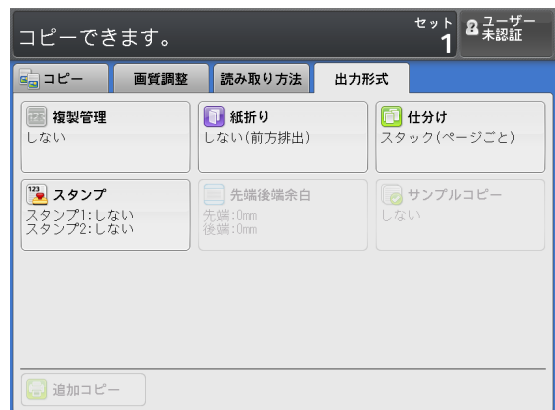 コピーできます。
セット
1
ユーザー
未認証
コピー
画質調整
読み取り方法
出力形式
複製管理
しない
紙折り
しない(前方排出)
仕分け
スタック(ページごと)
123
スタンプ
スタンプ1:しない
スタンプ2:しない
先端後端余白
先端:0mm
後端:0mm
サンプルコピー
しない
追加コピー